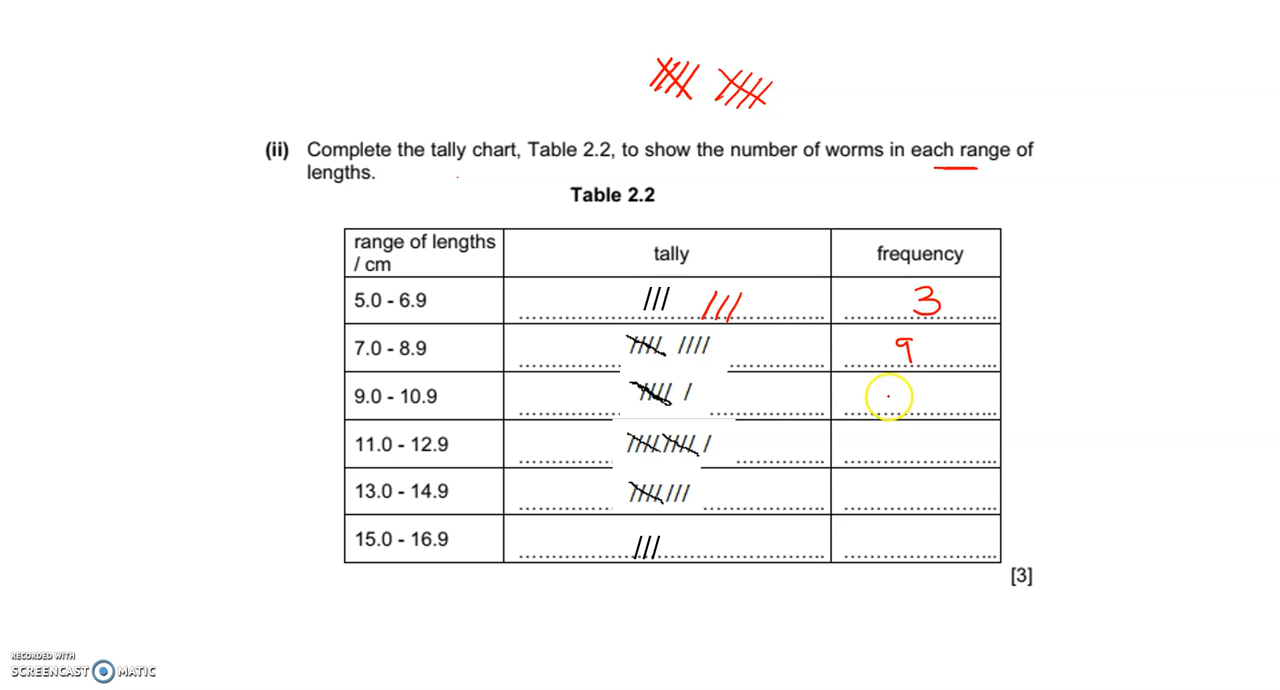 (ii) Complete the tally chart, Table 2.2, to show the number of worms in each range of
lengths.
Table 2.2
range of lengths / cm
tally
frequency
5.0 - 6.9 /// /// 3
7.0 - 8.9 //// //// 9
9.0 - 10.9 //// /
11.0 - 12.9 //// //// /
13.0 - 14.9 //// ///
15.0 - 16.9 ///
[3]
RECORDED WITH
SCREENCAST MATIC